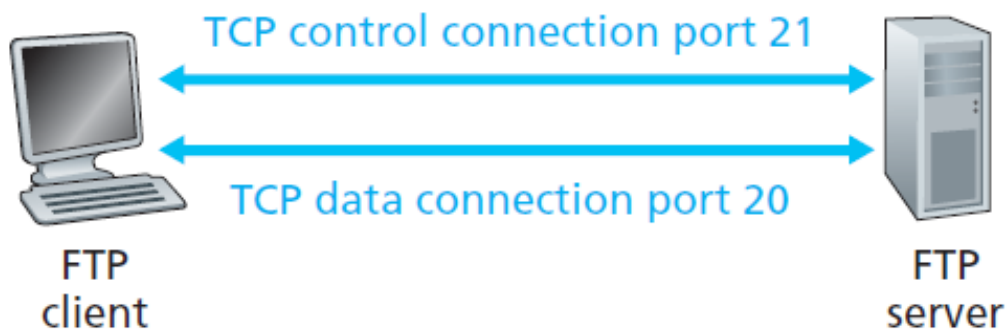 TCP control connection port 21
TCP data connection port 20
FTP
client
FTP
server